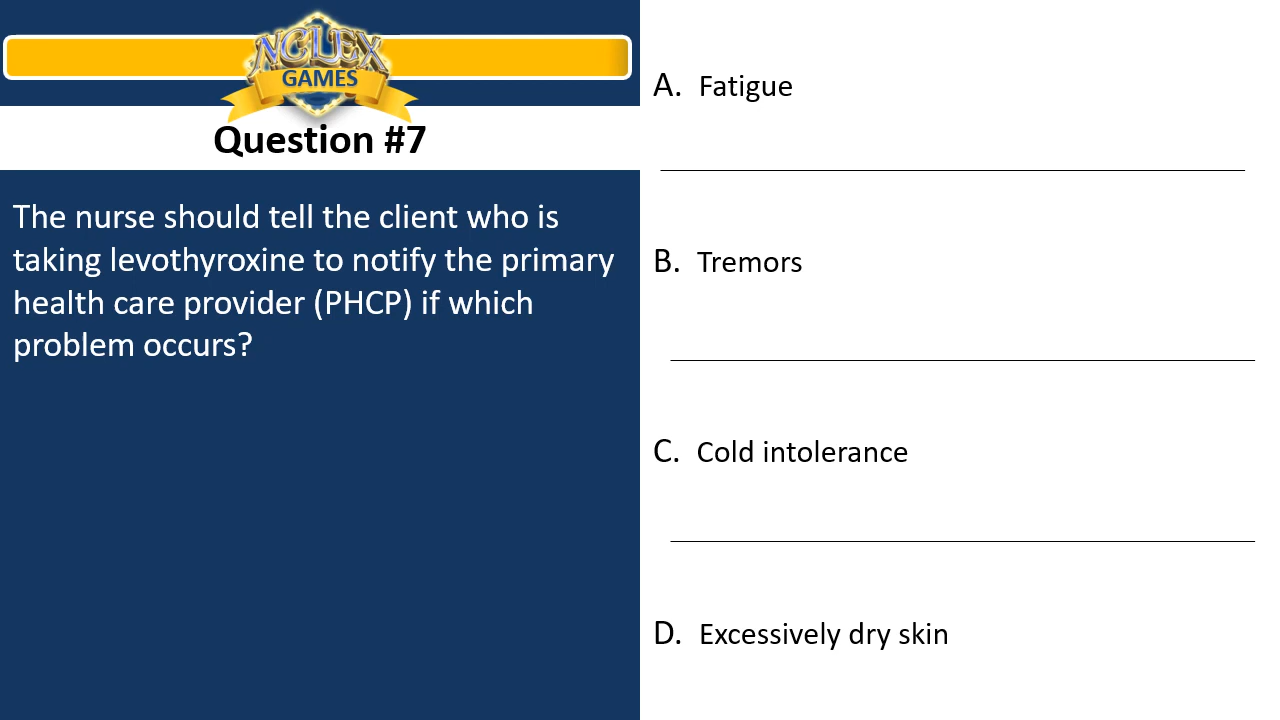 NCLEX
GAMES
Question #7
The nurse should tell the client who is
taking levothyroxine to notify the primary
health care provider (PHCP) if which
problem occurs?
A. Fatigue
B. Tremors
C. Cold intolerance
D. Excessively dry skin